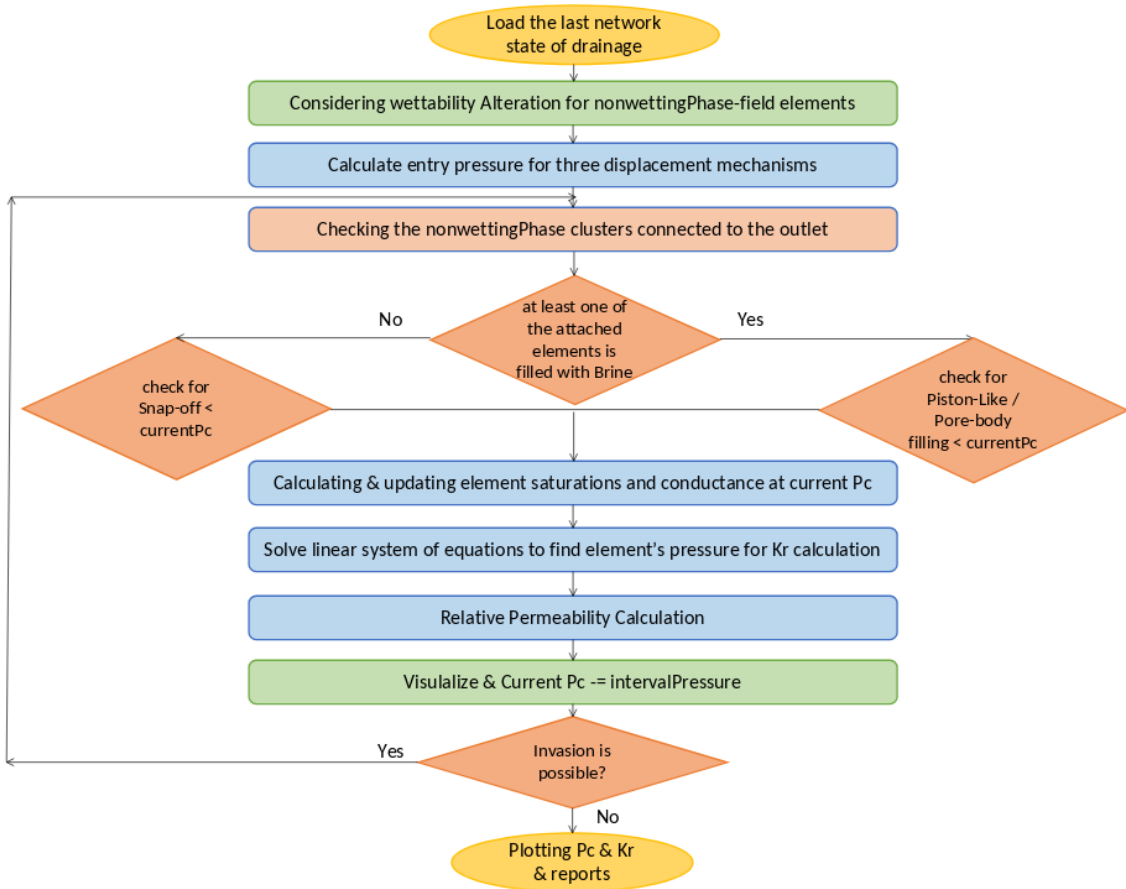 Load the last network
state of drainage
Considering wettability Alteration for nonwettingPhase-field elements
Calculate entry pressure for three displacement mechanisms
Checking the nonwettingPhase clusters connected to the outlet
at least one of
the attached
elements is
filled with Brine
No
Yes
check for
Snap-off <
currentPc
check for
Piston-Like /
Pore-body
filling < currentPc
Calculating & updating element saturations and conductance at current Pc
Solve linear system of equations to find element's pressure for Kr calculation
Relative Permeability Calculation
Visulalize & Current Pc -= intervalPressure
Yes
Invasion is
possible?
No
Plotting Pc & Kr
& reports